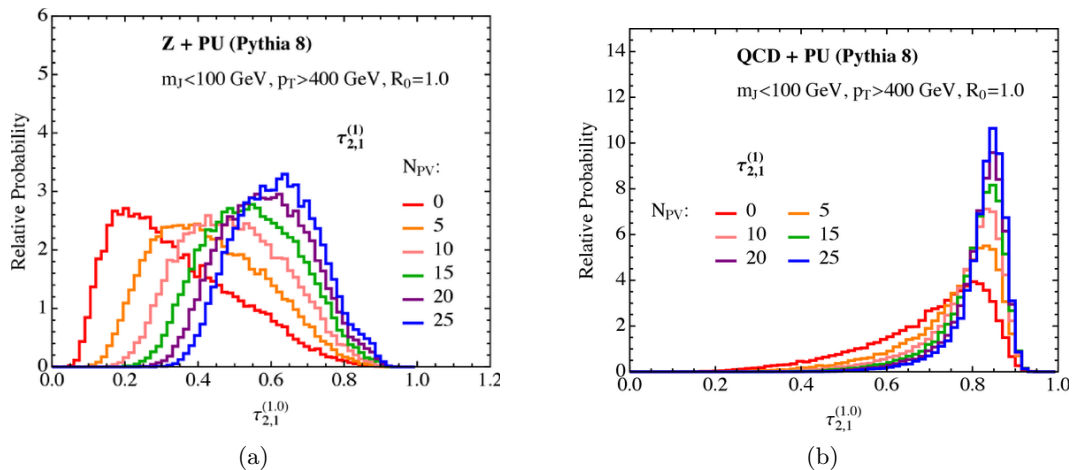 Z + PU (Pythia 8)
m_J<100 GeV, p_T>400 GeV, R_0=1.0
τ_{2,1}^{(1)}
N_PV:
0
5
10
15
20
25
Relative Probability
0
1
2
3
4
5
6
0.0 0.2 0.4 0.6 0.8 1.0 1.2
τ_{2,1}^{(1.0)}
(a)
QCD + PU (Pythia 8)
m_J<100 GeV, p_T>400 GeV, R_0=1.0
τ_{2,1}^{(1)}
N_PV: 0 5
10 15
20 25
Relative Probability
0
2
4
6
8
10
12
14
0.0 0.2 0.4 0.6 0.8 1.0
τ_{2,1}^{(1.0)}
(b)